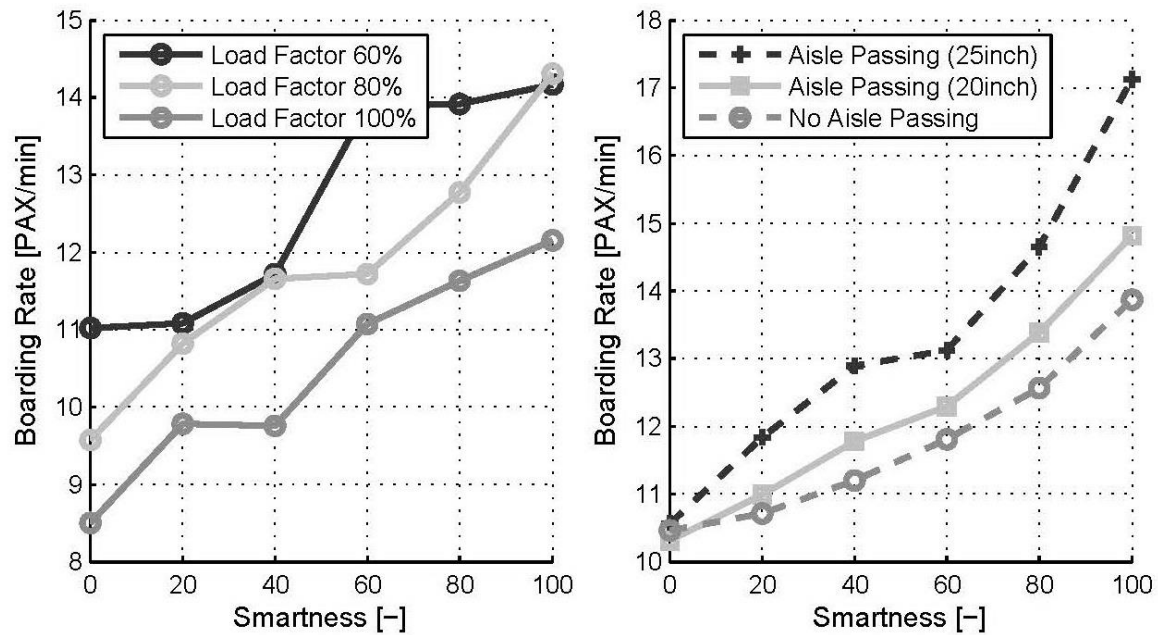 15
14
13
12
11
10
9
8
Boarding Rate [PAX/min]
Load Factor 60%
Load Factor 80%
Load Factor 100%
0 20 40 60 80 100
Smartness [–]
18
17
16
15
14
13
12
11
10
Boarding Rate [PAX/min]
Aisle Passing (25inch)
Aisle Passing (20inch)
No Aisle Passing
0 20 40 60 80 100
Smartness [–]